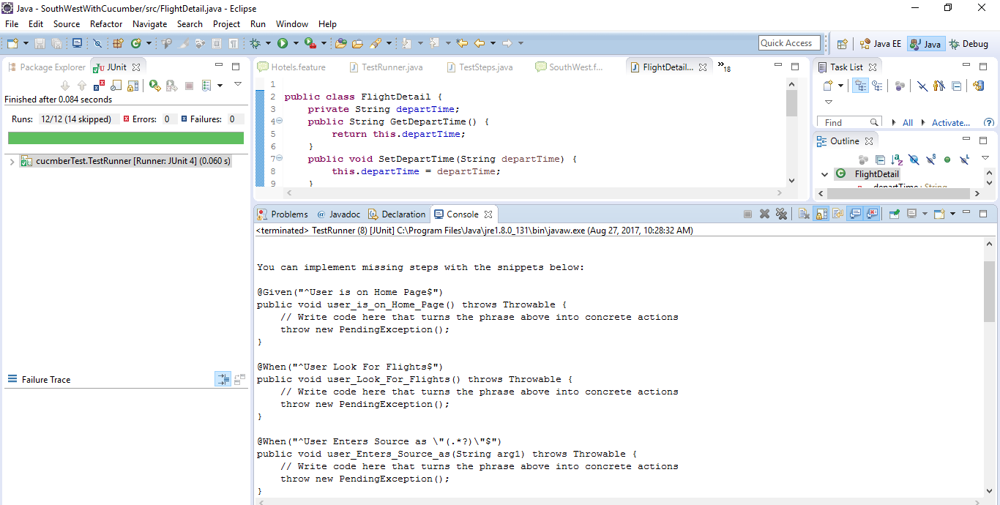 Java - SouthWestWithCucumber/src/FlightDetail.java - Eclipse
File Edit Source Refactor Navigate Search Project Run Window Help
Quick Access Java EE Java Debug
Package Explorer JUnit
Finished after 0.084 seconds
Runs: 12/12 (14 skipped) Errors: 0 Failures: 0
cucmberTest.TestRunner [Runner: JUnit 4] (0.060 s)
Failure Trace
Hotels.feature TestRunner.java TestSteps.java SouthWest.f... FlightDetail... »18
1
2 public class FlightDetail {
3 private String departTime;
4 public String GetDepartTime() {
5 return this.departTime;
6 }
7 public void SetDepartTime(String departTime) {
8 this.departTime = departTime;
9 }
Task List
Find All Activate...
Outline
FlightDetail
departTime : String
Problems @ Javadoc Declaration Console
<terminated> TestRunner (8) [JUnit] C:\Program Files\Java\jre1.8.0_131\bin\javaw.exe (Aug 27, 2017, 10:28:32 AM)
You can implement missing steps with the snippets below:
@Given("^User is on Home Page$")
public void user_is_on_Home_Page() throws Throwable {
// Write code here that turns the phrase above into concrete actions
throw new PendingException();
}
@When("^User Look For Flights$")
public void user_Look_For_Flights() throws Throwable {
// Write code here that turns the phrase above into concrete actions
throw new PendingException();
}
@When("^User Enters Source as \"(.*?)\"$")
public void user_Enters_Source_as(String arg1) throws Throwable {
// Write code here that turns the phrase above into concrete actions
throw new PendingException();
}